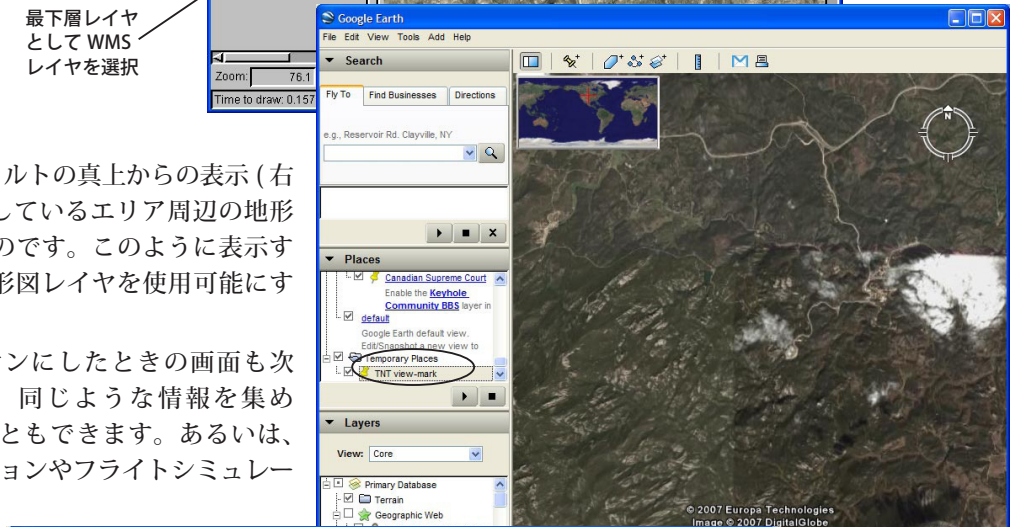 最下層レイヤ
として WMS
レイヤを選択
Zoom: 76.1
Time to draw: 0.157
ルトの真上からの表示 ( 右
しているエリア周辺の地形
のです。このように表示す
形図レイヤを使用可能にす
ンにしたときの画面も次
同じような情報を集め
ともできます。あるいは、
ションやフライトシミュレー
Google Earth
File Edit View Tools Add Help
Search
Fly To Find Businesses Directions
e.g., Reservoir Rd. Clayville, NY
Places
Canadian Supreme Court
Enable the Keyhole
Community BBS layer in
default
Google Earth default view.
Edit/Snapshot a new view to
Temporary Places
TNT view-mark
Layers
View: Core
Primary Database
Terrain
Geographic Web
N
© 2007 Europa Technologies
Image © 2007 DigitalGlobe